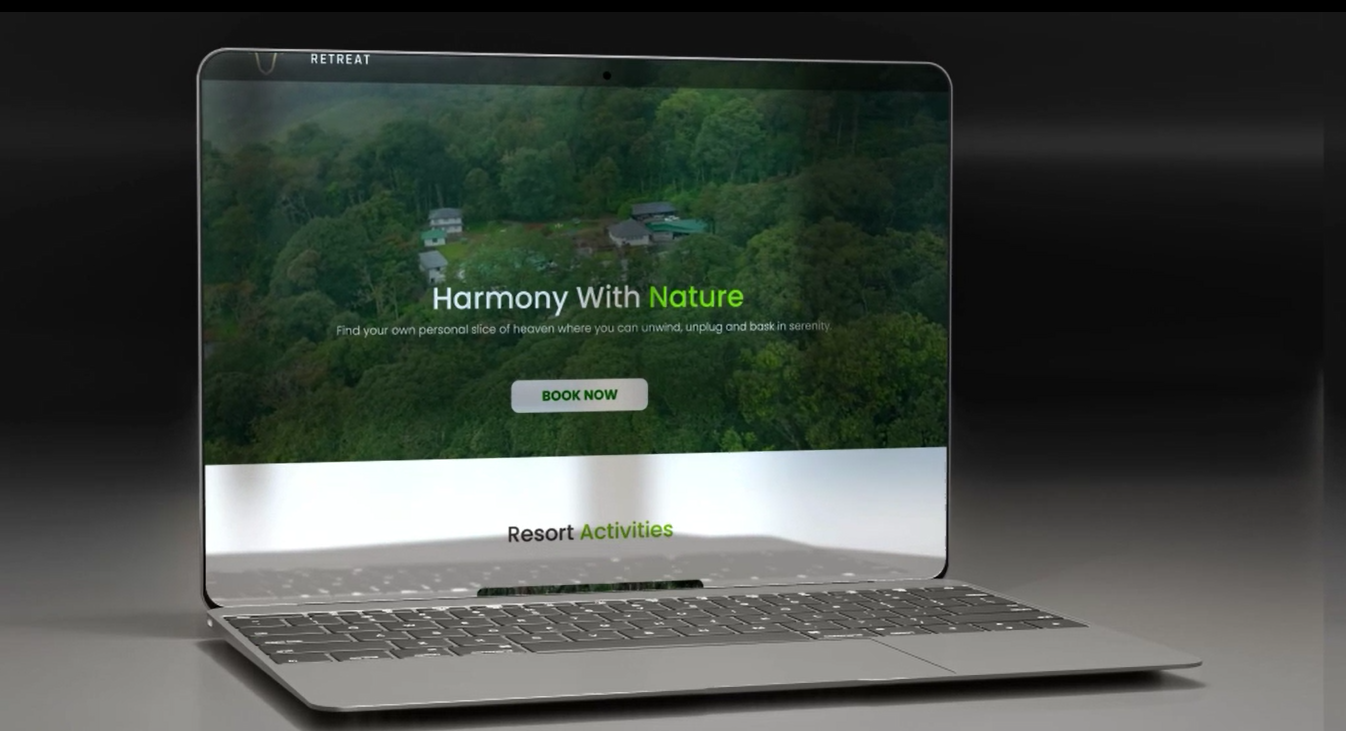 RETREAT
Harmony With Nature
Find your own personal slice of heaven where you can unwind, unplug and bask in serenity.
BOOK NOW
Resort Activities